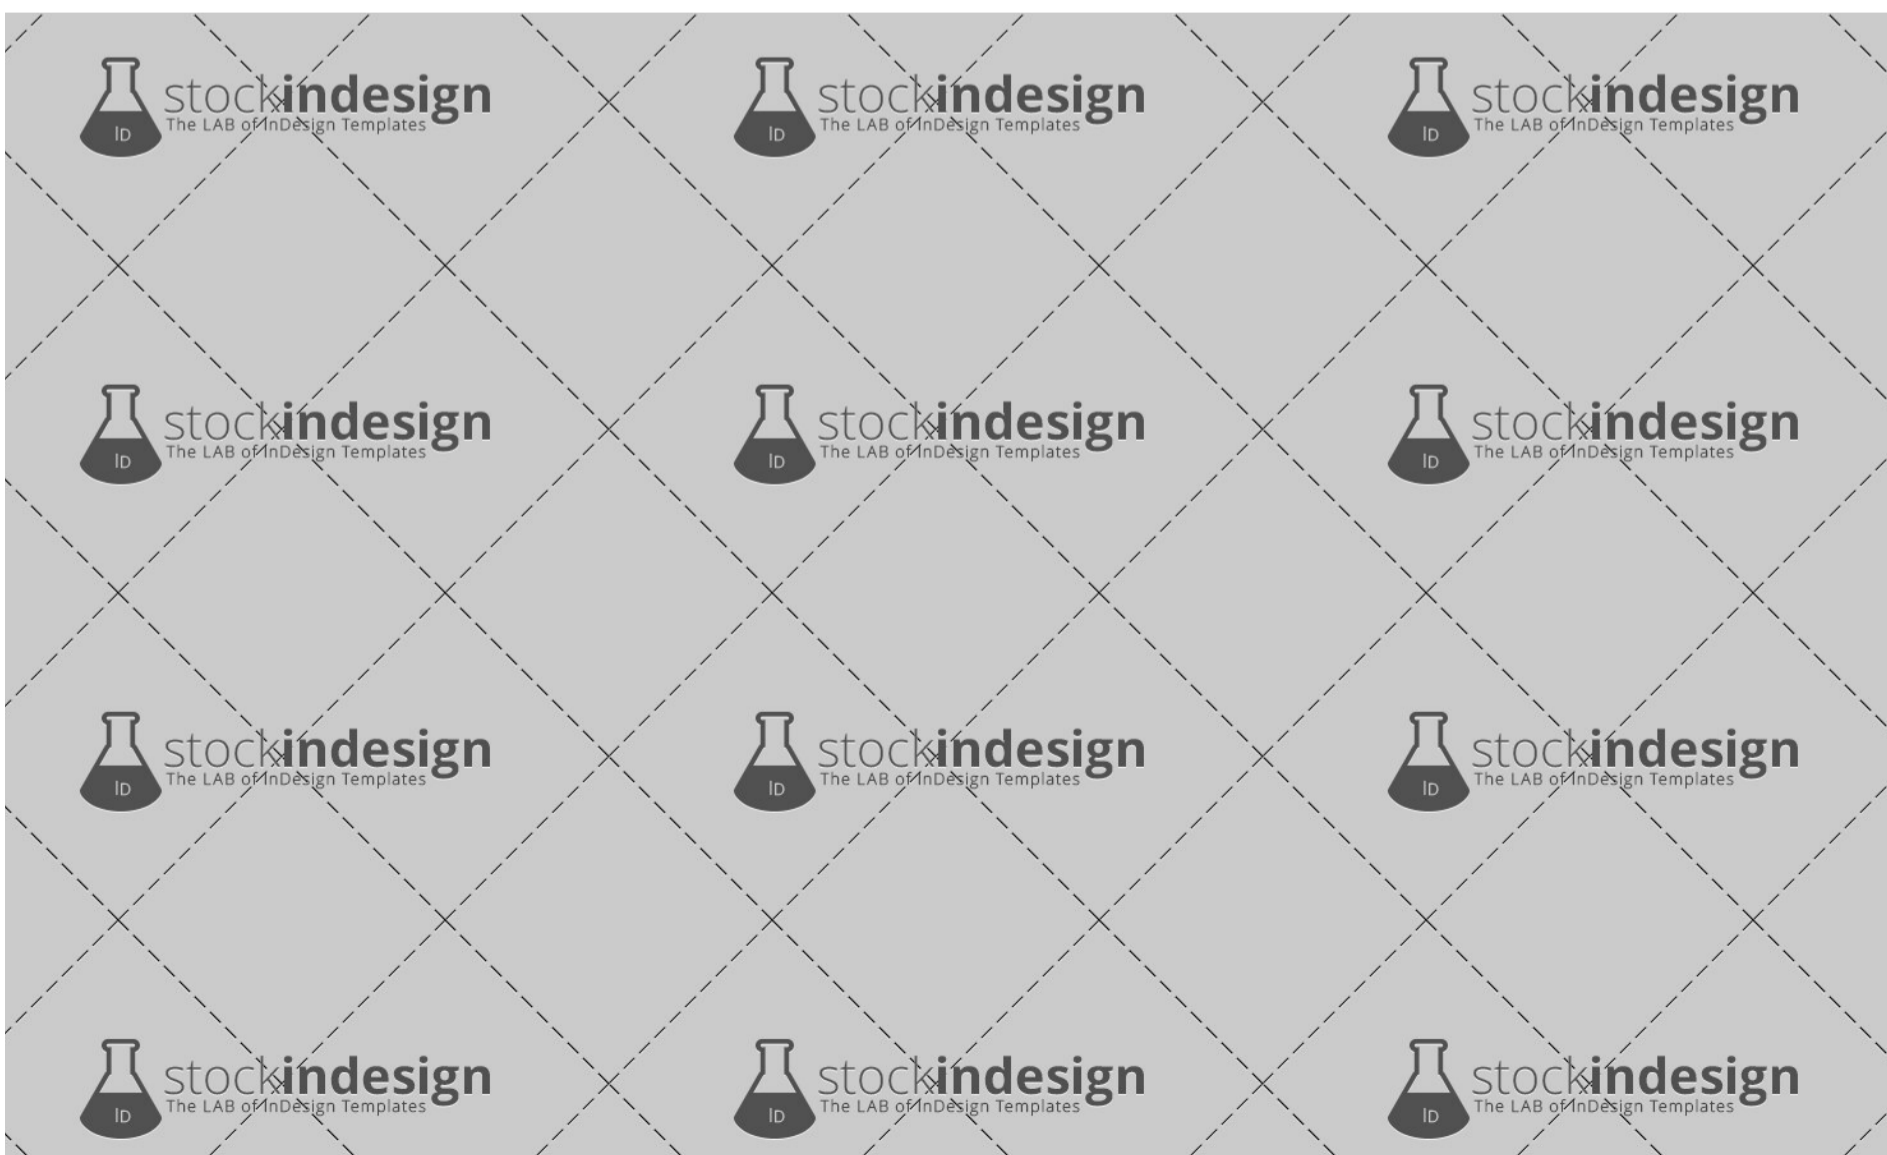 stockindesign stockindesign stockindesign
The LAB of InDesign Templates The LAB of InDesign Templates The LAB of InDesign Templates
ID ID ID
stockindesign stockindesign stockindesign
The LAB of InDesign Templates The LAB of InDesign Templates The LAB of InDesign Templates
ID ID ID
stockindesign stockindesign stockindesign
The LAB of InDesign Templates The LAB of InDesign Templates The LAB of InDesign Templates
ID ID ID
stockindesign stockindesign stockindesign
The LAB of InDesign Templates The LAB of InDesign Templates The LAB of InDesign Templates
ID ID ID